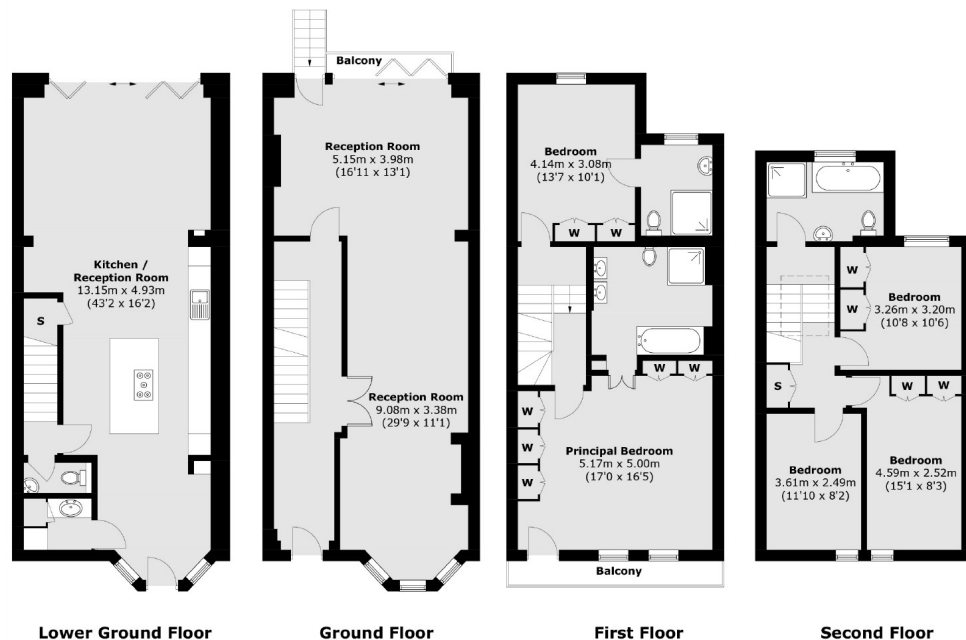 Balcony
Reception Room
5.15m x 3.98m
(16'11 x 13'1)
Bedroom
4.14m x 3.08m
(13'7 x 10'1)
W
W
Kitchen /
Reception Room
13.15m x 4.93m
(43'2 x 16'2)
S
W
W
Bedroom
3.26m x 3.20m
(10'8 x 10'6)
Reception Room
9.08m x 3.38m
(29'9 x 11'1)
W
W
W
W
W
Principal Bedroom
5.17m x 5.00m
(17'0 x 16'5)
S
W
W
Bedroom
4.59m x 2.52m
(15'1 x 8'3)
Bedroom
3.61m x 2.49m
(11'10 x 8'2)
Balcony
Lower Ground Floor
Ground Floor
First Floor
Second Floor